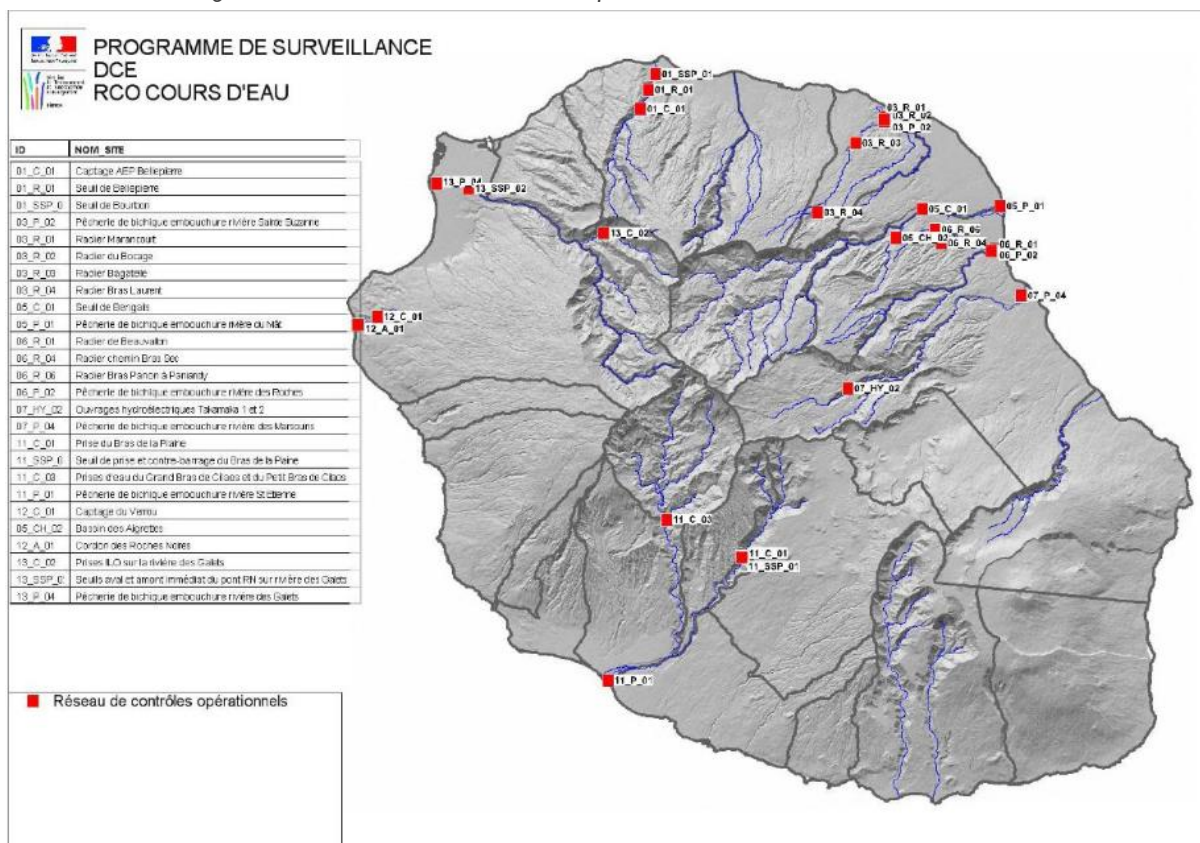 PROGRAMME DE SURVEILLANCE
DCE
RCO COURS D'EAU
ID NOM_SITE
01_C_01 Captage AEP Bellepierre
01_R_01 Seuil de Bellepierre
01_SSP_0 Seuil de Bourbon
03_P_02 Pêcherie de bichique embouchure rivière Sainte Suzanne
03_R_01 Radier Marancourt
03_R_02 Radier du Bocage
03_R_03 Radier Bagatelle
03_R_04 Radier Bras Laurent
05_C_01 Seuil de Bengalis
05_P_01 Pêcherie de bichique embouchure rivière du Mât
06_R_01 Radier de Beauvallon
06_R_04 Radier chemin Bras Sec
06_R_06 Radier Bras Panon à Paniandy
06_P_02 Pêcherie de bichique embouchure rivière des Roches
07_HY_02 Ouvrages hydroélectriques Takamaka 1 et 2
07_P_04 Pêcherie de bichique embouchure rivière des Marsouins
11_C_01 Prise du Bras de la Plaine
11_SSP_0 Seuil de prise et contre-barrage du Bras de la Plaine
11_C_03 Prises d'eau du Grand Bras de Cilaos et du Petit Bras de Cilaos
11_P_01 Pêcherie de bichique embouchure rivière St Etienne
12_C_01 Captage du Verrou
05_CH_02 Bassin des Aigrettes
12_A_01 Cordon des Roches Noires
13_C_02 Prises ILO sur la rivière des Galets
13_SSP_0 Seuils aval et amont immédiat du pont RN sur rivière des Galets
13_P_04 Pêcherie de bichique embouchure rivière des Galets
Réseau de contrôles opérationnels
01_SSP_01
01_R_01
01_C_01
03_R_01
03_R_02
03_P_02
03_R_03
13_P_04
13_SSP_02
03_R_04
05_C_01
05_P_01
13_C_02
05_CH_02
06_R_06
06_R_04
06_R_01
06_P_02
07_P_04
12_C_01
12_A_01
07_HY_02
11_C_03
11_C_01
11_SSP_01
11_P_01